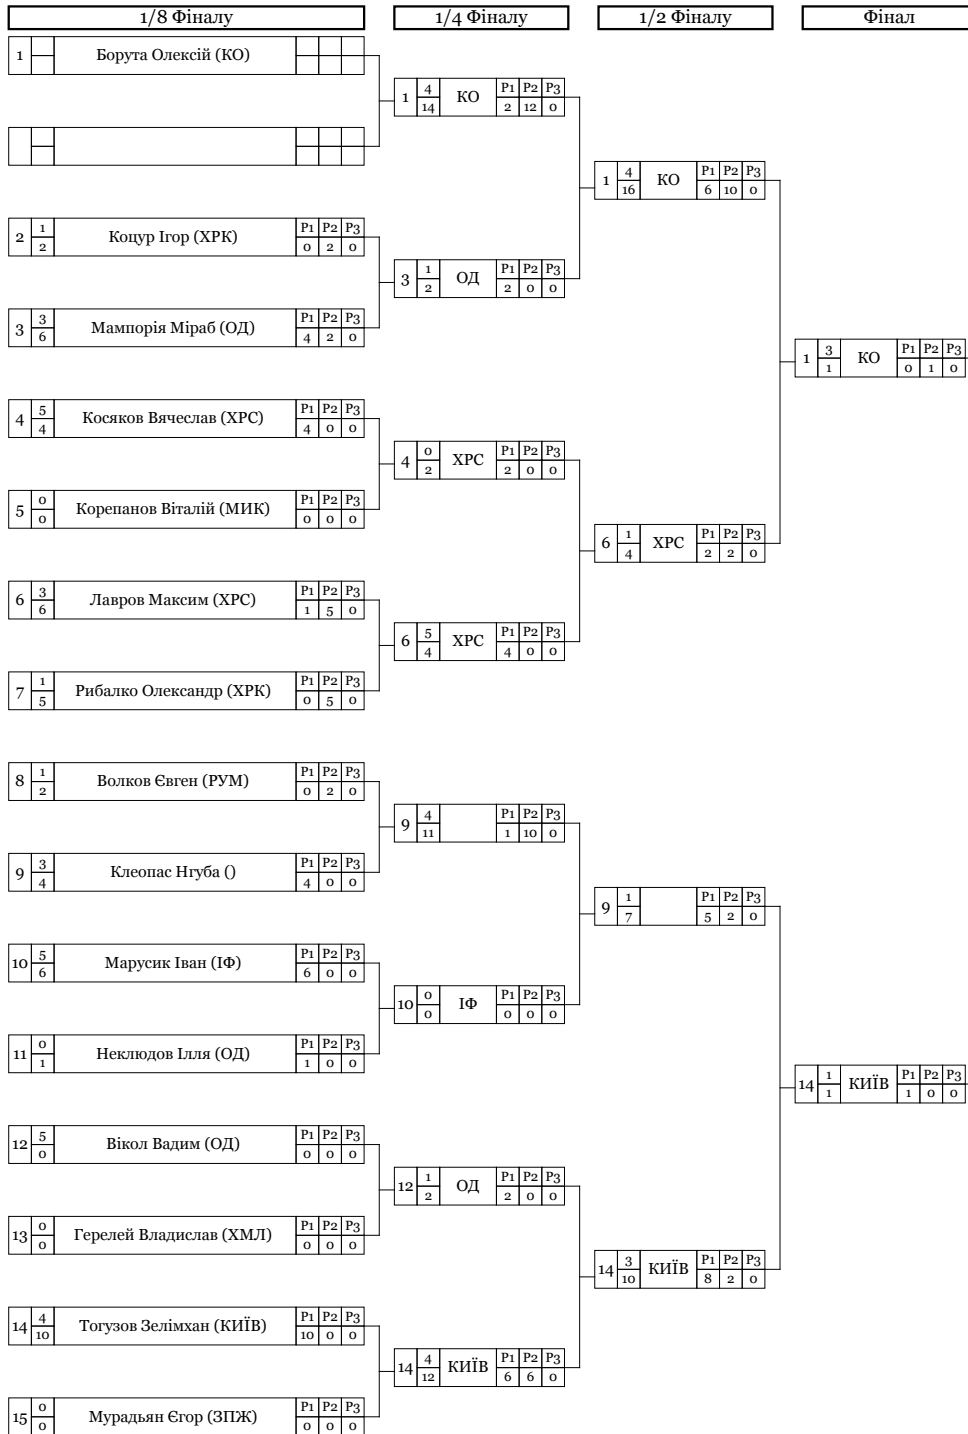 1/8 Фіналу 1/4 Фіналу 1/2 Фіналу Фінал
1 Борута Олексій (КО)
1 4 14 КО P1 P2 P3 2 12 0
1 4 16 КО P1 P2 P3 6 10 0
2 1 2 Коцур Ігор (ХРК) P1 P2 P3 0 2 0
3 1 2 ОД P1 P2 P3 2 0 0
3 3 6 Мампорія Міраб (ОД) P1 P2 P3 4 2 0
1 3 1 КО P1 P2 P3 0 1 0
4 5 4 Косяков Вячеслав (ХРС) P1 P2 P3 4 0 0
4 0 2 ХРС P1 P2 P3 2 0 0
5 0 0 Корепанов Віталій (МИК) P1 P2 P3 0 0 0
6 1 4 ХРС P1 P2 P3 2 2 0
6 3 6 Лавров Максим (ХРС) P1 P2 P3 1 5 0
6 5 4 ХРС P1 P2 P3 4 0 0
7 1 5 Рибалко Олександр (ХРК) P1 P2 P3 0 5 0
8 1 2 Волков Євген (РУМ) P1 P2 P3 0 2 0
9 4 11 P1 P2 P3 1 10 0
9 3 4 Клеопас Нгуба () P1 P2 P3 4 0 0
9 1 7 P1 P2 P3 5 2 0
10 5 6 Марусик Іван (ІФ) P1 P2 P3 6 0 0
10 0 0 ІФ P1 P2 P3 0 0 0
11 0 1 Неклюдов Ілля (ОД) P1 P2 P3 1 0 0
14 1 1 КИЇВ P1 P2 P3 1 0 0
12 5 0 Вікол Вадим (ОД) P1 P2 P3 0 0 0
12 1 2 ОД P1 P2 P3 2 0 0
13 0 0 Герелей Владислав (ХМЛ) P1 P2 P3 0 0 0
14 3 10 КИЇВ P1 P2 P3 8 2 0
14 4 10 Тогузов Зелімхан (КИЇВ) P1 P2 P3 10 0 0
14 4 12 КИЇВ P1 P2 P3 6 6 0
15 0 0 Мурадьян Єгор (ЗПЖ) P1 P2 P3 0 0 0